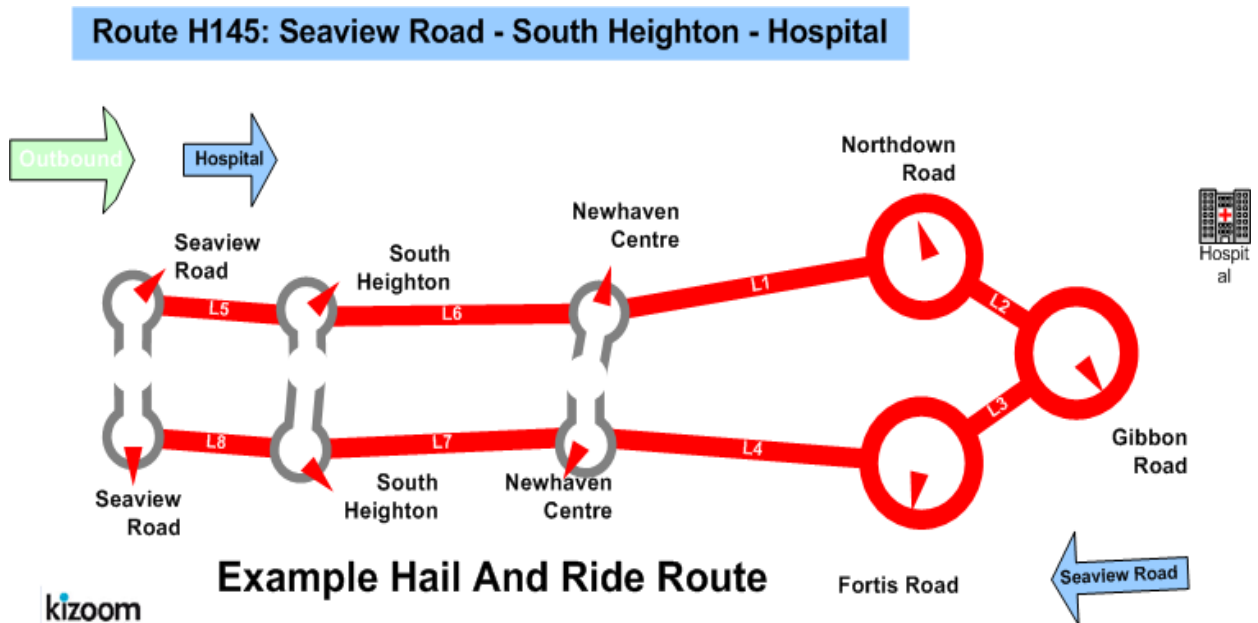 Route H145: Seaview Road - South Heighton - Hospital
Outbound
Hospital
Northdown
Road
Newhaven
Centre
Seaview
Road
South
Heighton
Hospit
al
L5
L6
L1
L2
L3
L8
L7
L4
Gibbon
Road
Seaview
Road
South
Heighton
Newhaven
Centre
Fortis Road
Seaview Road
Example Hail And Ride Route
kizoom